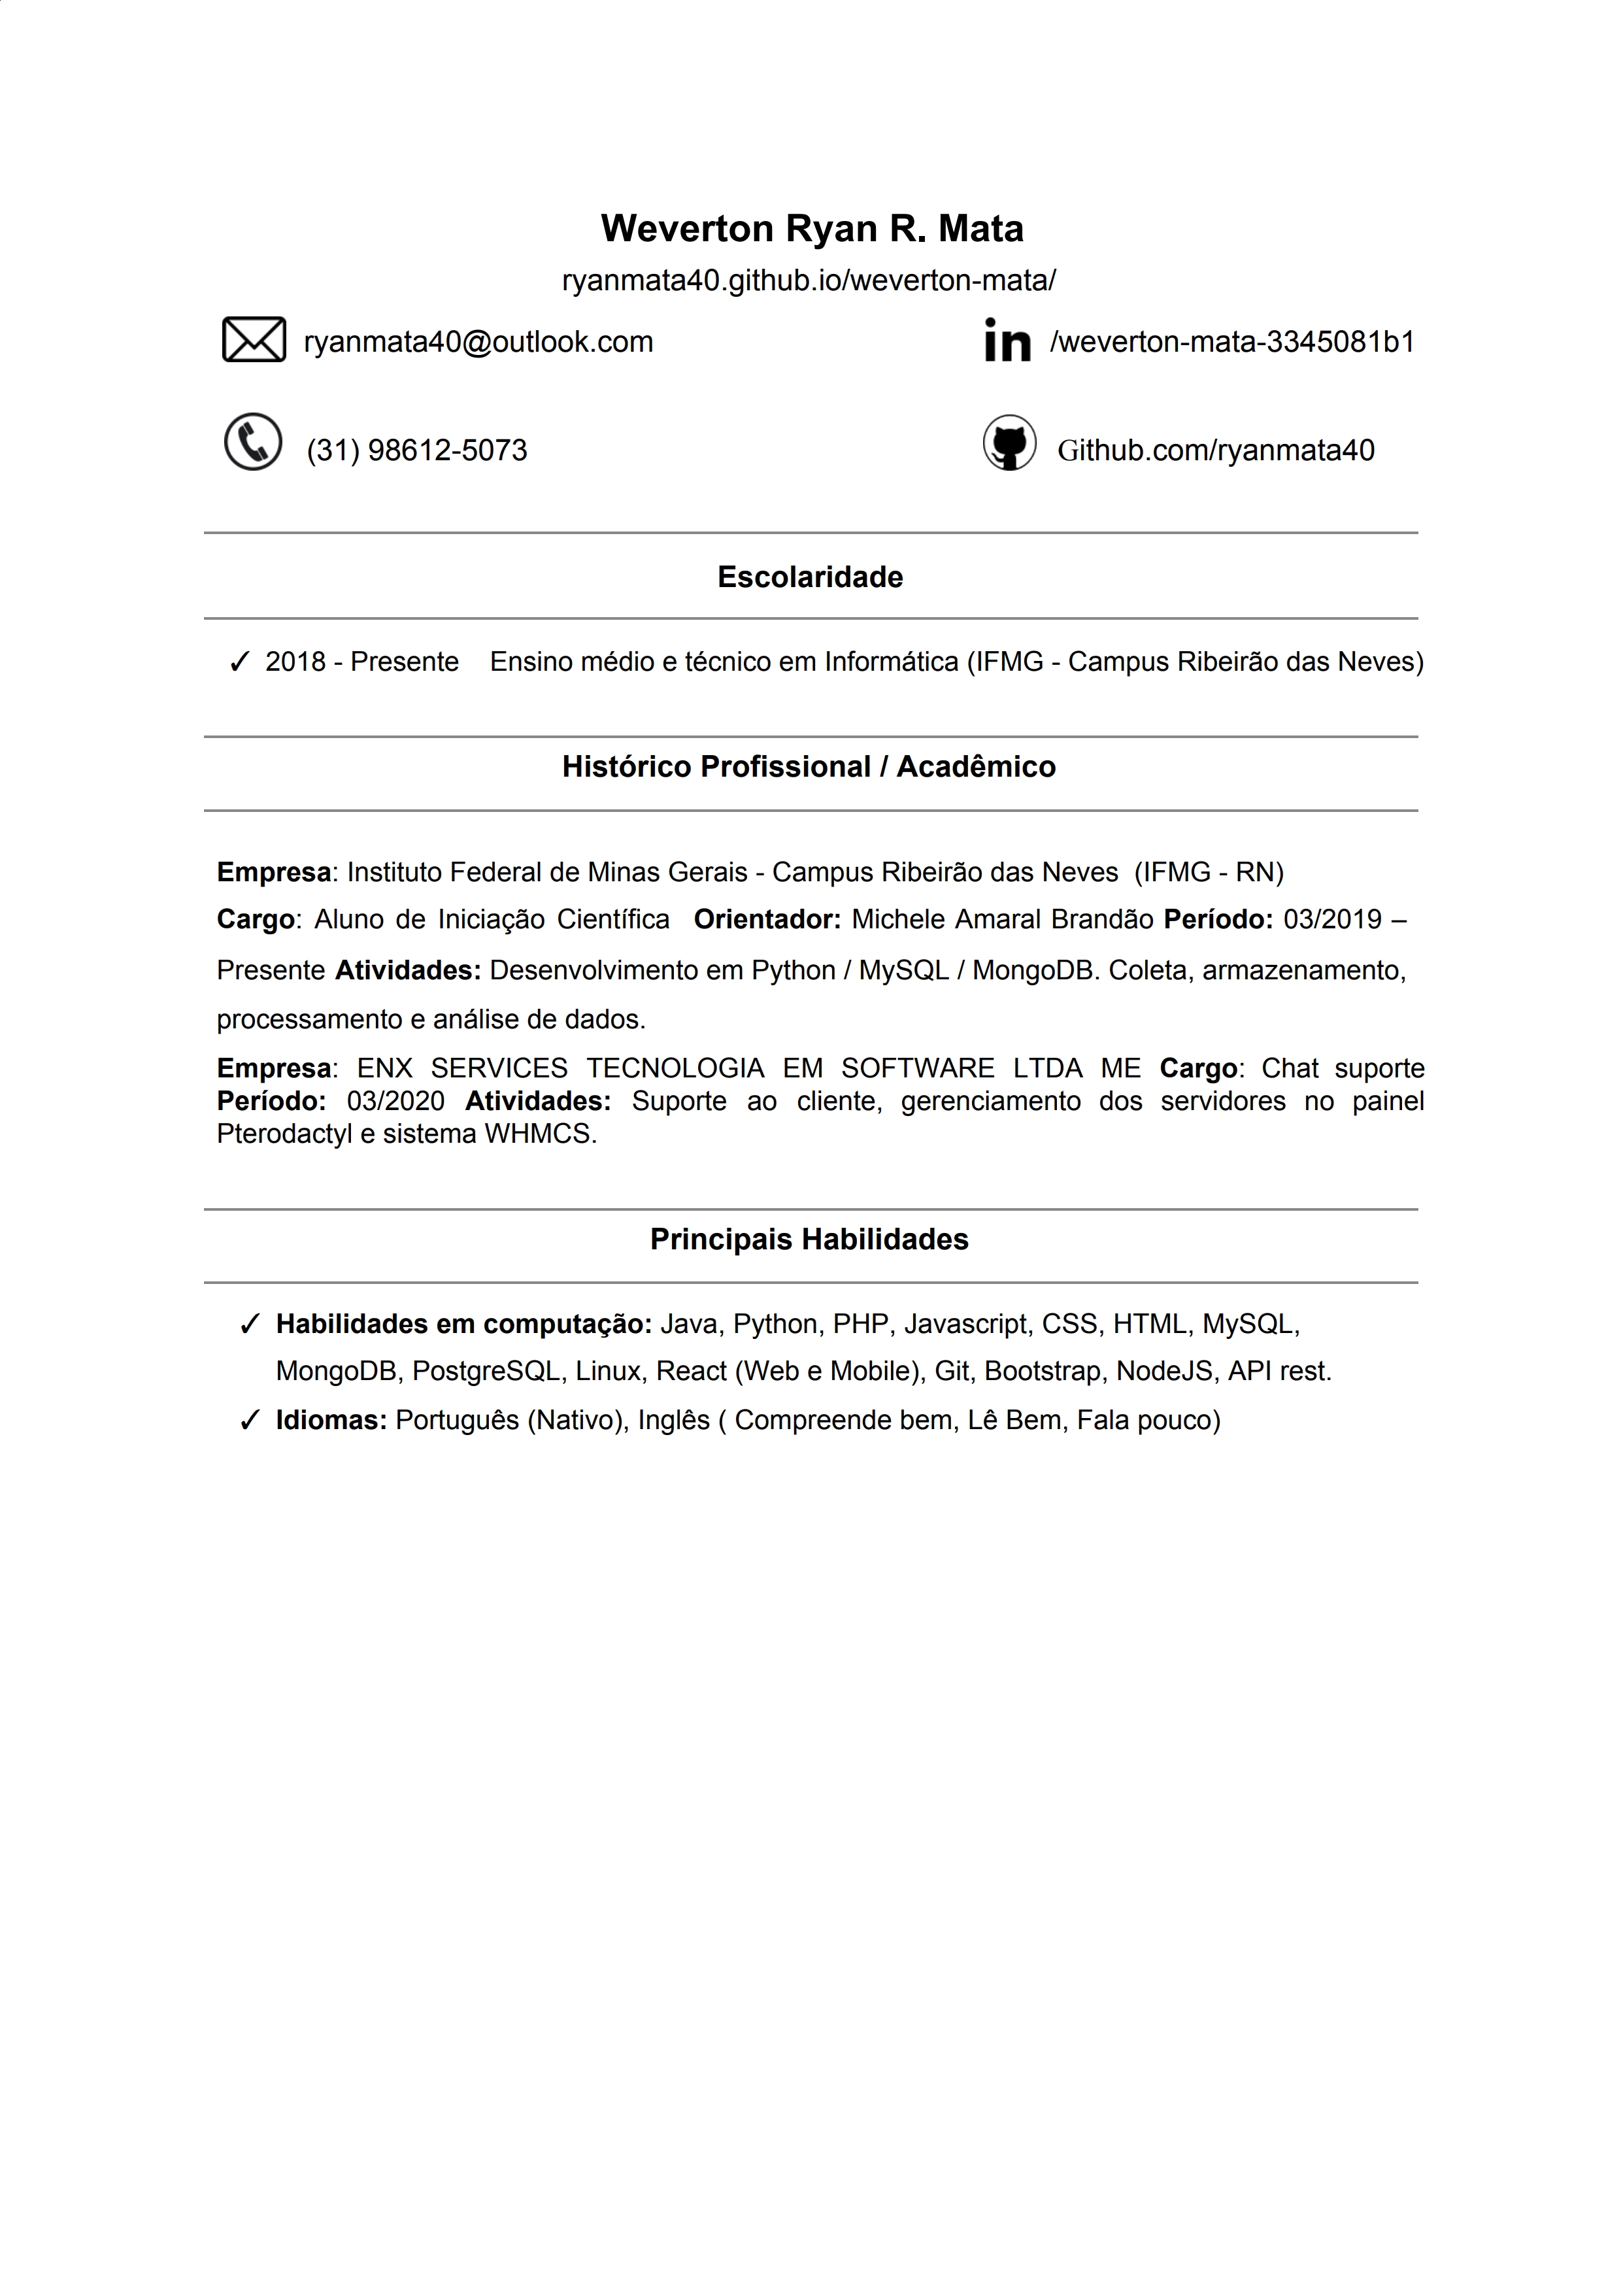 Weverton Ryan R. Mata
ryanmata40.github.io/weverton-mata/
ryanmata40@outlook.com
in /weverton-mata-3345081b1
(31) 98612-5073
Github.com/ryanmata40
Escolaridade
✓ 2018 - Presente Ensino médio e técnico em Informática (IFMG - Campus Ribeirão das Neves)
Histórico Profissional / Acadêmico
Empresa: Instituto Federal de Minas Gerais - Campus Ribeirão das Neves (IFMG - RN)
Cargo: Aluno de Iniciação Científica Orientador: Michele Amaral Brandão Período: 03/2019 –
Presente Atividades: Desenvolvimento em Python / MySQL / MongoDB. Coleta, armazenamento,
processamento e análise de dados.
Empresa: ENX SERVICES TECNOLOGIA EM SOFTWARE LTDA ME Cargo: Chat suporte
Período: 03/2020 Atividades: Suporte ao cliente, gerenciamento dos servidores no painel
Pterodactyl e sistema WHMCS.
Principais Habilidades
✓ Habilidades em computação: Java, Python, PHP, Javascript, CSS, HTML, MySQL,
MongoDB, PostgreSQL, Linux, React (Web e Mobile), Git, Bootstrap, NodeJS, API rest.
✓ Idiomas: Português (Nativo), Inglês ( Compreende bem, Lê Bem, Fala pouco)